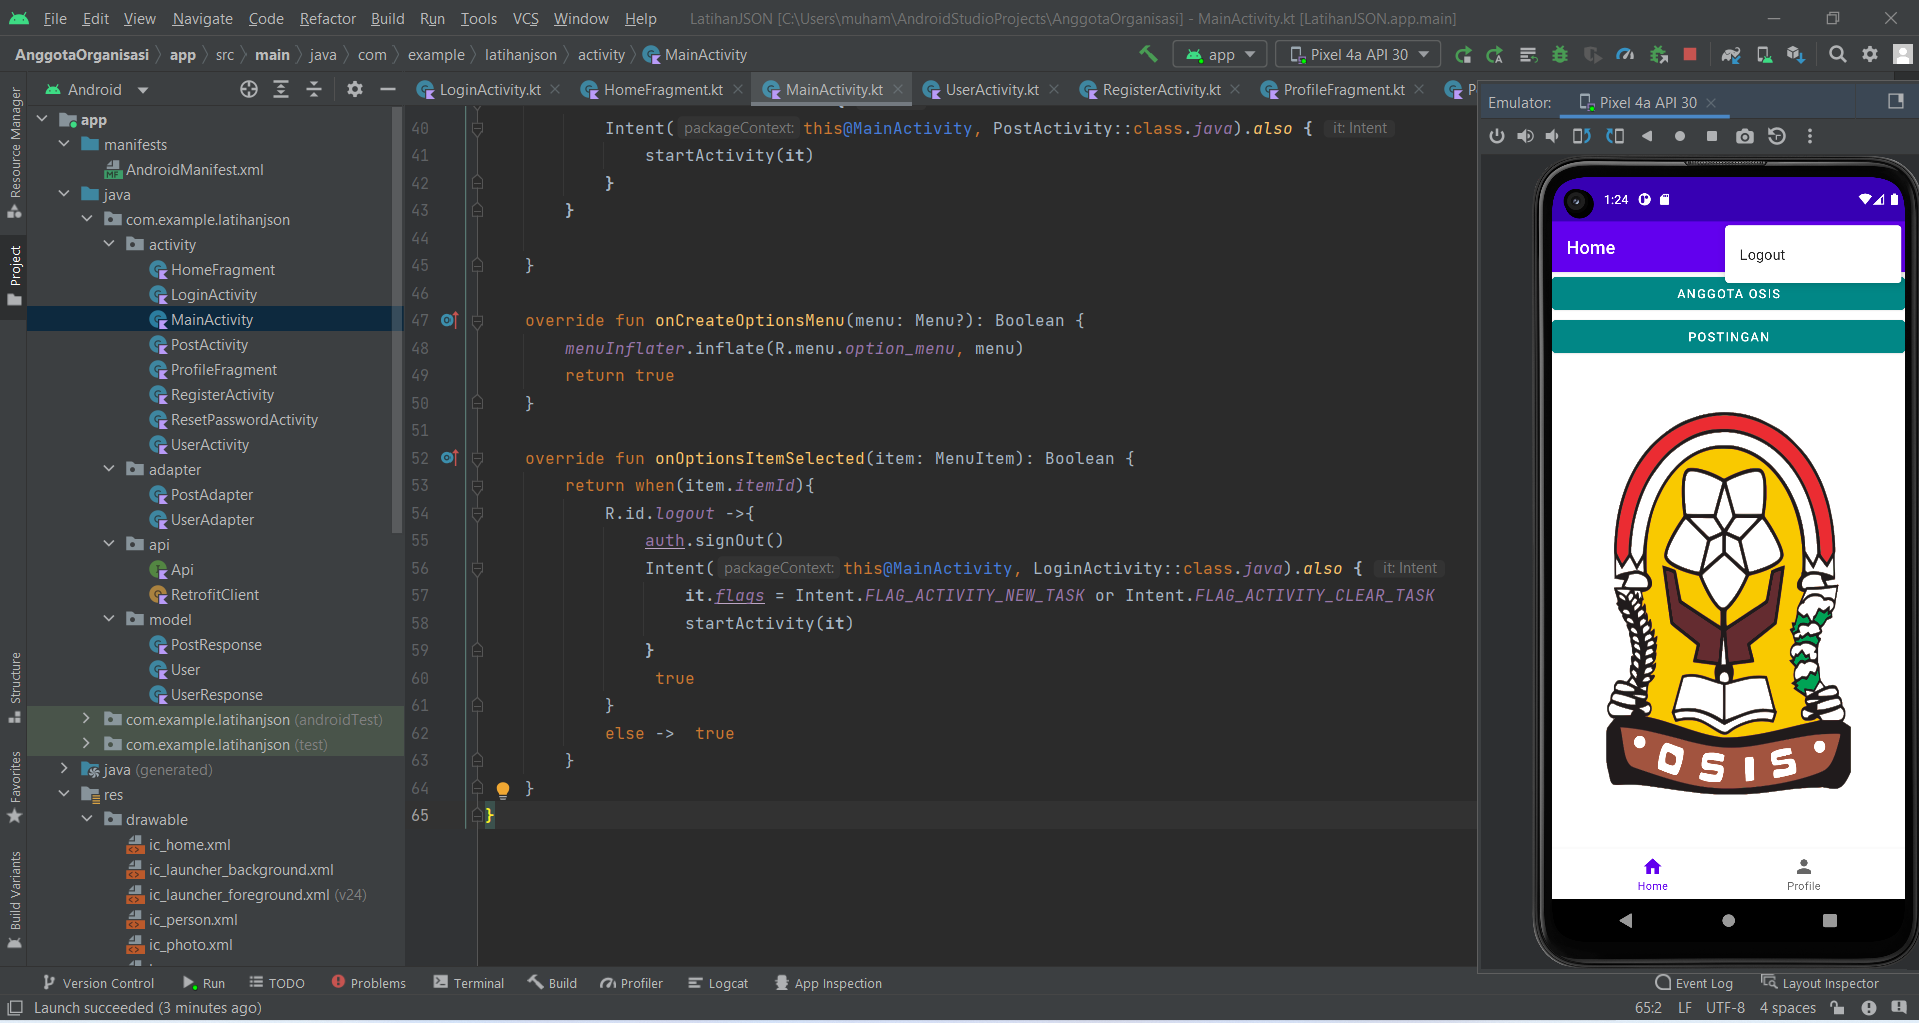 File Edit View Navigate Code Refactor Build Run Tools VCS Window Help LatihanJSON [C:\Users\muham\AndroidStudioProjects\AnggotaOrganisasi] - MainActivity.kt [LatihanJSON.app.main]
AnggotaOrganisasi app src main java com example latihanjson activity MainActivity app Pixel 4a API 30
Resource Manager
Project
Structure
Favorites
Build Variants
Android
app
manifests
MF AndroidManifest.xml
java
com.example.latihanjson
activity
HomeFragment
LoginActivity
MainActivity
PostActivity
ProfileFragment
RegisterActivity
ResetPasswordActivity
UserActivity
adapter
PostAdapter
UserAdapter
api
Api
RetrofitClient
model
PostResponse
User
UserResponse
com.example.latihanjson (androidTest)
com.example.latihanjson (test)
java (generated)
res
drawable
ic_home.xml
ic_launcher_background.xml
ic_launcher_foreground.xml (v24)
ic_person.xml
ic_photo.xml
LoginActivity.kt HomeFragment.kt MainActivity.kt UserActivity.kt RegisterActivity.kt ProfileFragment.kt P
40 Intent( packageContext: this@MainActivity, PostActivity::class.java).also { it: Intent
41 startActivity(it)
42 }
43 }
44
45 }
46
47 override fun onCreateOptionsMenu(menu: Menu?): Boolean {
48 menuInflater.inflate(R.menu.option_menu, menu)
49 return true
50 }
51
52 override fun onOptionsItemSelected(item: MenuItem): Boolean {
53 return when(item.itemId){
54 R.id.logout ->{
55 auth.signOut()
56 Intent( packageContext: this@MainActivity, LoginActivity::class.java).also { it: Intent
57 it.flags = Intent.FLAG_ACTIVITY_NEW_TASK or Intent.FLAG_ACTIVITY_CLEAR_TASK
58 startActivity(it)
59 }
60 true
61 }
62 else -> true
63 }
64 }
65 }
Emulator: Pixel 4a API 30
1:24
Home
Logout
ANGGOTA OSIS
POSTINGAN
OSIS
Home Profile
Version Control Run TODO Problems Terminal Build Profiler Logcat App Inspection Event Log Layout Inspector
Launch succeeded (3 minutes ago) 65:2 LF UTF-8 4 spaces